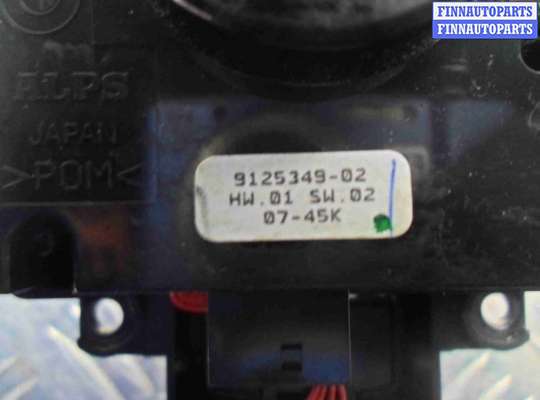 FINNAUTOPARTS
FINNAUTOPARTS
ALPS
JAPAN
>POM<
9125349-02
HW.01 SW.02
07-45K